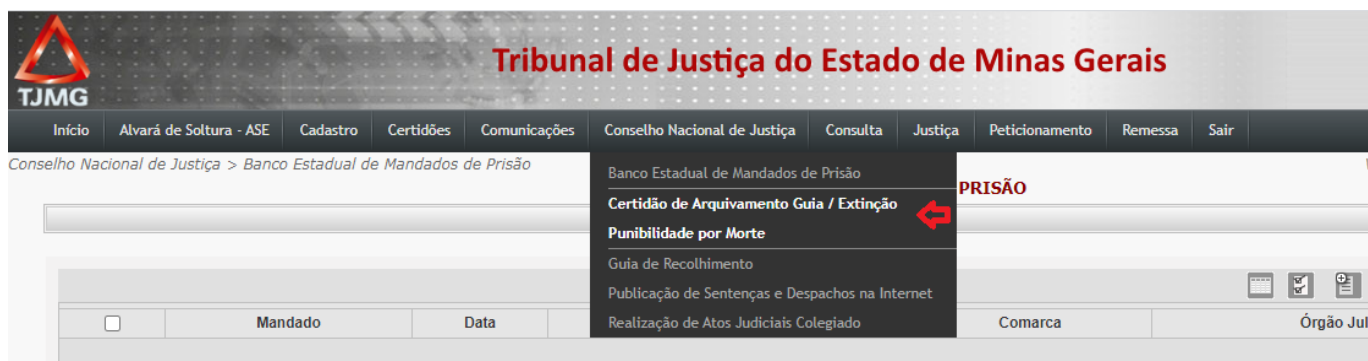 Tribunal de Justiça do Estado de Minas Gerais
TJMG
Início Alvará de Soltura - ASE Cadastro Certidões Comunicações Conselho Nacional de Justiça Consulta Justiça Peticionamento Remessa Sair
Conselho Nacional de Justiça > Banco Estadual de Mandados de Prisão
Banco Estadual de Mandados de Prisão
PRISÃO
Certidão de Arquivamento Guia / Extinção
Punibilidade por Morte
Guia de Recolhimento
Publicação de Sentenças e Despachos na Internet
Realização de Atos Judiciais Colegiado
Mandado Data Comarca Órgão Jul